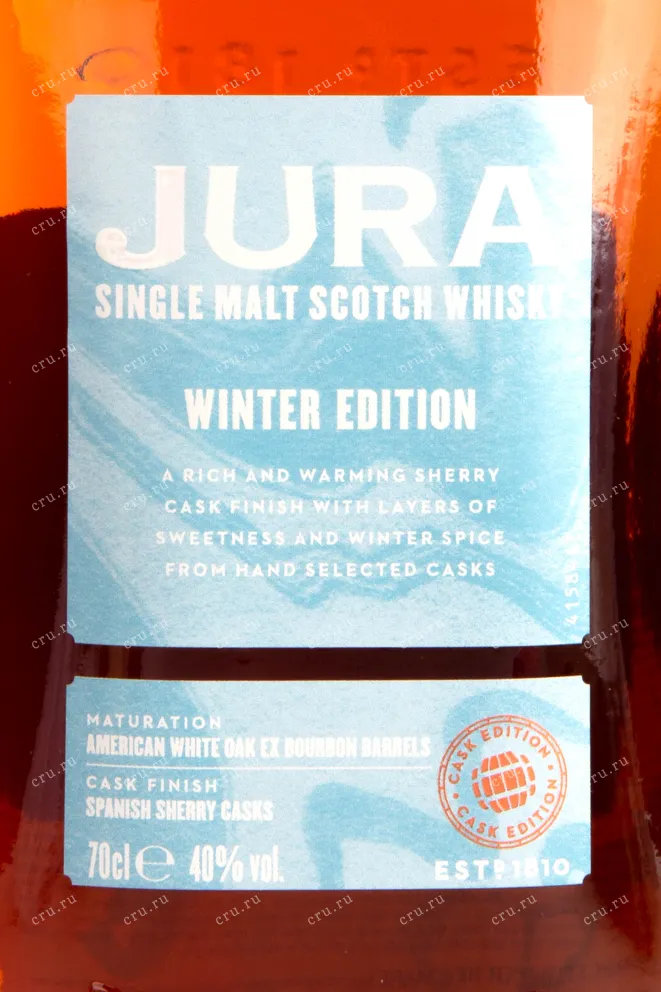 JURA
SINGLE MALT SCOTCH WHISKY
WINTER EDITION
A RICH AND WARMING SHERRY
CASK FINISH WITH LAYERS OF
SWEETNESS AND WINTER SPICE
FROM HAND SELECTED CASKS
MATURATION
AMERICAN WHITE OAK EX BOURBON BARRELS
CASK FINISH
SPANISH SHERRY CASKS
70cl ℮ 40% vol.
CASK EDITION • CASK EDITION •
ESTD 1810
cru.ru